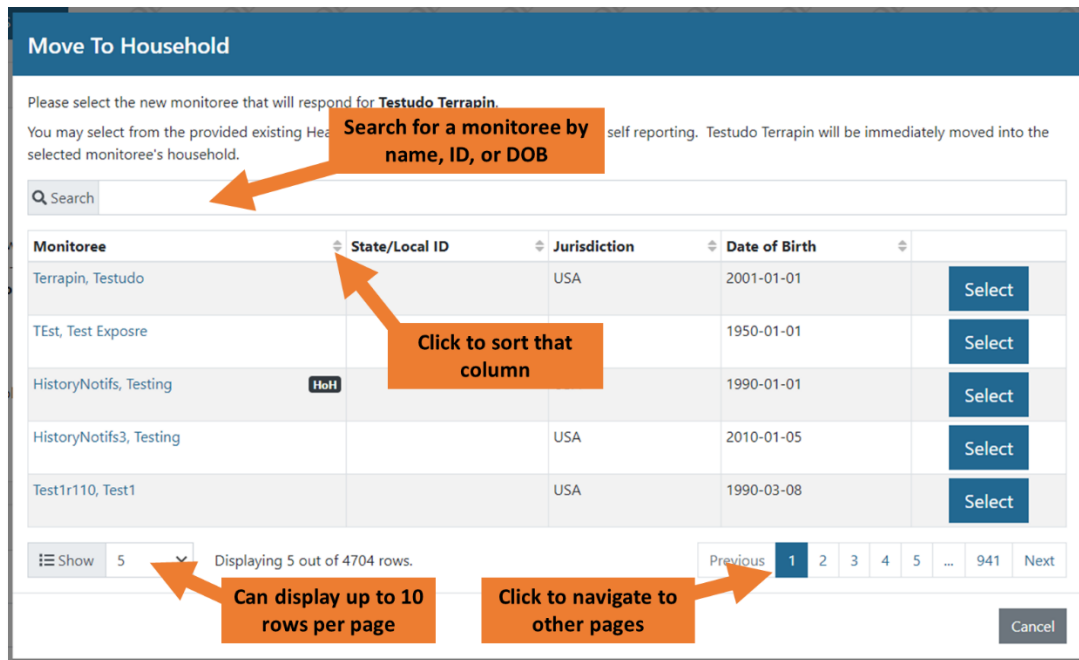 Move To Household
Please select the new monitoree that will respond for Testudo Terrapin.
You may select from the provided existing Hea
self reporting. Testudo Terrapin will be immediately moved into the
selected monitoree's household.
Search for a monitoree by
name, ID, or DOB
Search
Monitoree State/Local ID Jurisdiction Date of Birth
Terrapin, Testudo USA 2001-01-01 Select
TEst, Test Exposre 1950-01-01 Select
Click to sort that
column
HistoryNotifs, Testing HoH 1990-01-01 Select
HistoryNotifs3, Testing USA 2010-01-05 Select
Test1r110, Test1 USA 1990-03-08 Select
Show 5 Displaying 5 out of 4704 rows. Previous 1 2 3 4 5 ... 941 Next
Can display up to 10
rows per page
Click to navigate to
other pages
Cancel